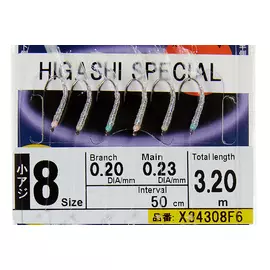 HIGASHI SPECIAL
小アジ
8
Size
Branch
0.20
DIA/mm
Main
0.23
DIA/mm
Interval
50 cm
Total length
3.20
m
品番: X34308F6